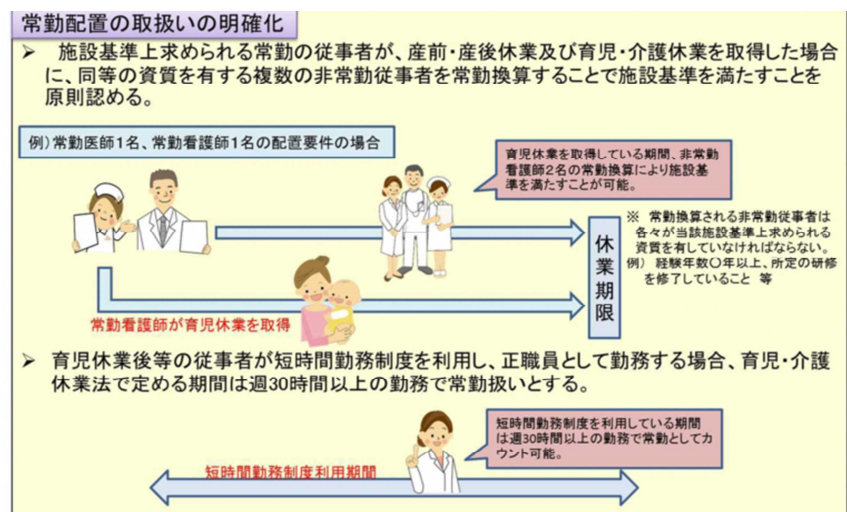 常勤配置の取扱いの明確化
➢ 施設基準上求められる常勤の従事者が、産前・産後休業及び育児・介護休業を取得した場合
に、同等の資質を有する複数の非常勤従事者を常勤換算することで施設基準を満たすことを
原則認める。
例)常勤医師1名、常勤看護師1名の配置要件の場合
育児休業を取得している期間、非常勤
看護師2名の常勤換算により施設基
準を満たすことが可能。
※ 常勤換算される非常勤従事者は
各々が当該施設基準上求められる
資質を有していなければならない。
例) 経験年数〇年以上、所定の研修
を修了していること 等
休業期限
常勤看護師が育児休業を取得
➢ 育児休業後等の従事者が短時間勤務制度を利用し、正職員として勤務する場合、育児・介護
休業法で定める期間は週30時間以上の勤務で常勤扱いとする。
短時間勤務制度を利用している期間
は週30時間以上の勤務で常勤としてカ
ウント可能。
短時間勤務制度利用期間